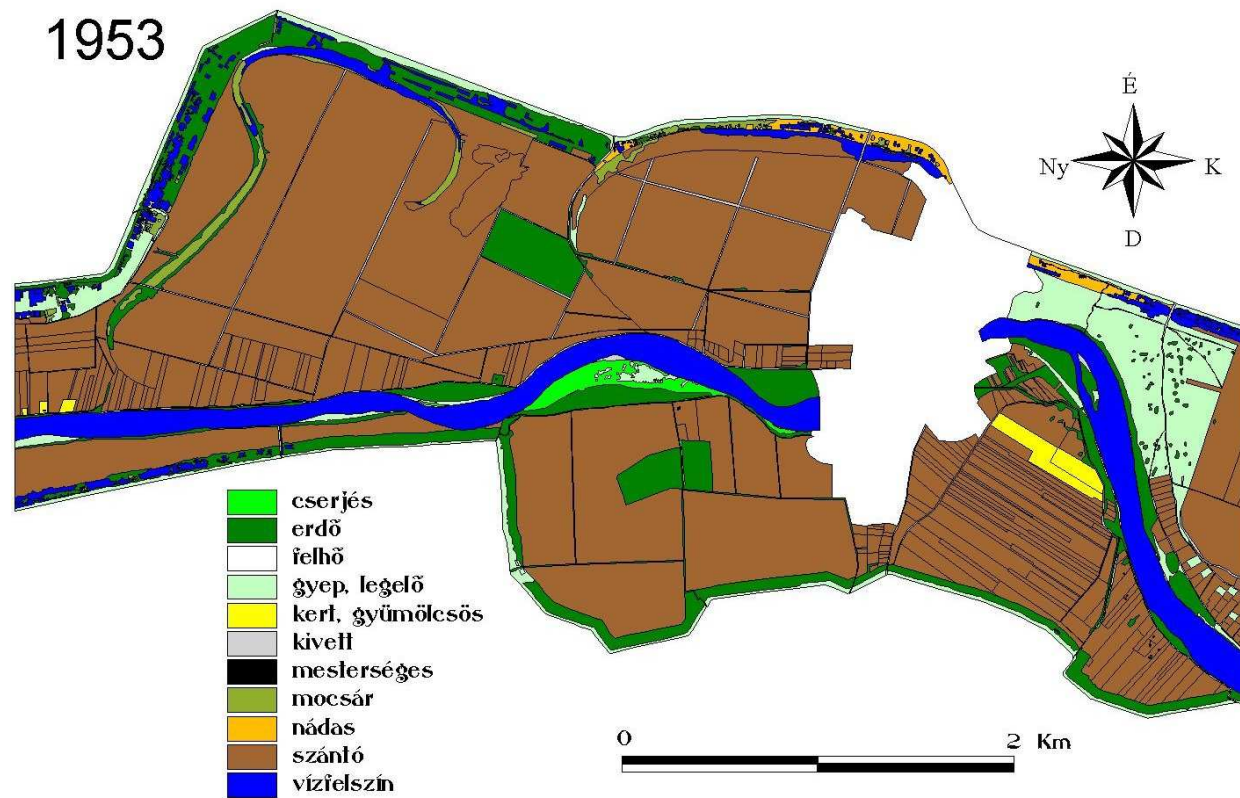 1953
É
Ny K
D
cserjés
erdő
felhő
gyep, legelő
kert, gyümölcsös
kivett
mesterséges
mocsár
nádas
szántó
vízfelszín
0 2 Km